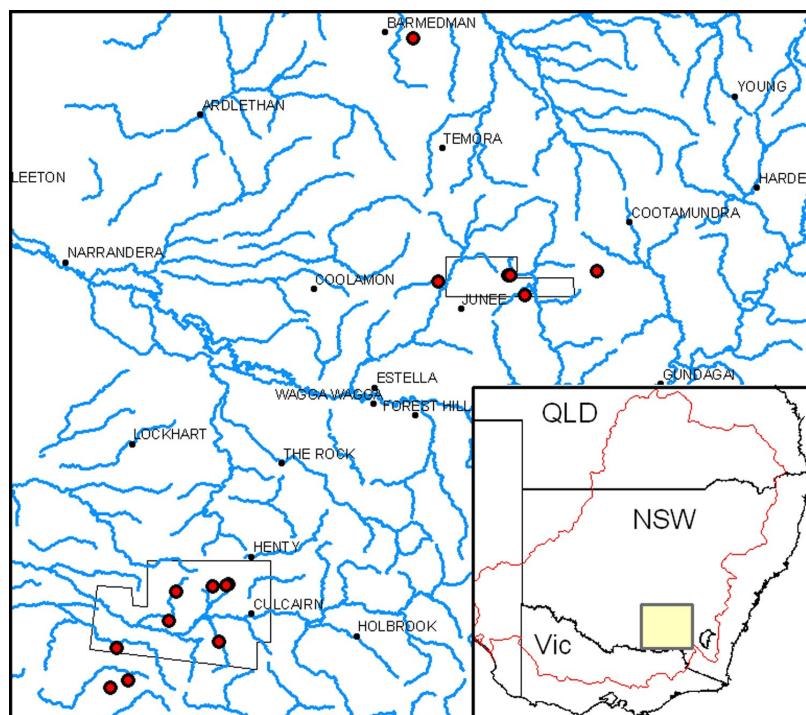 BARMEDMAN
YOUNG
ARDLETHAN
TEMORA
LEETON
HARDE
COOTAMUNDRA
NARRANDERA
COOLAMON
JUNEE
ESTELLA
GUNDAGAI
WAGGA WAGGA
FOREST HILL
QLD
LOCKHART
THE ROCK
NSW
HENTY
CULCAIRN
HOLBROOK
Vic